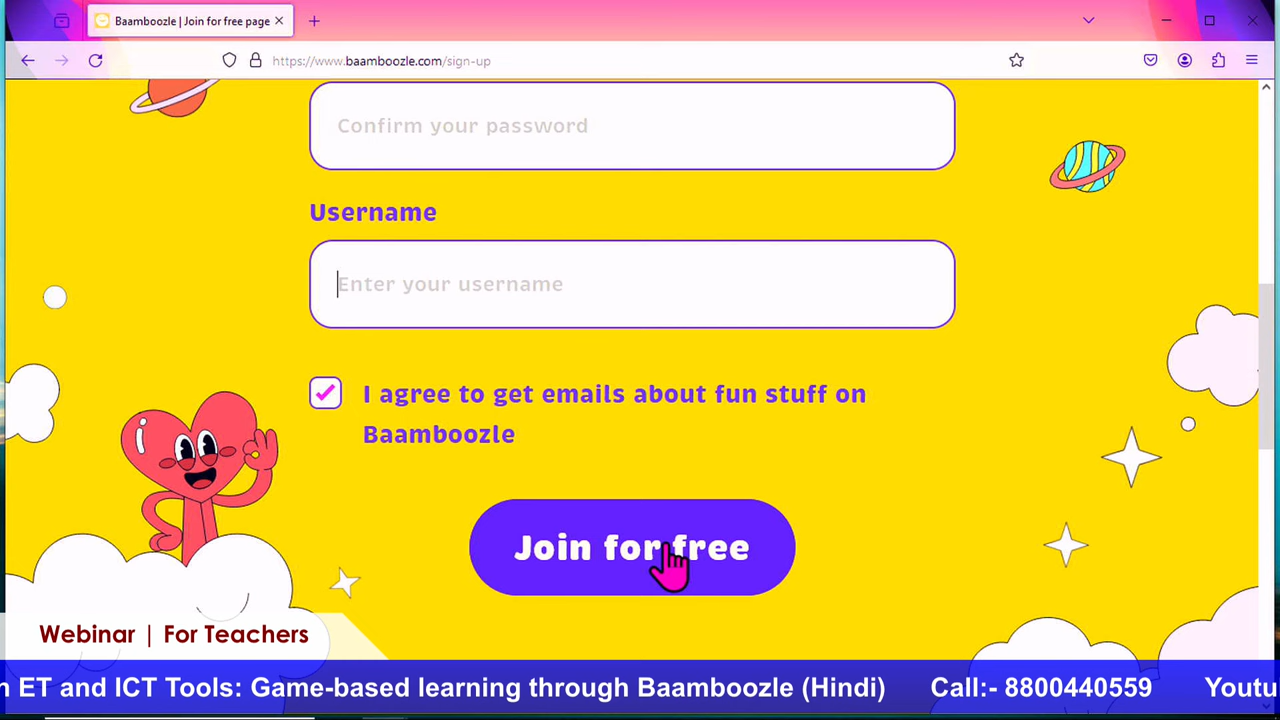 Baamboozle | Join for free page
https://www.baamboozle.com/sign-up
Confirm your password
Username
Enter your username
I agree to get emails about fun stuff on
Baamboozle
Join for free
Webinar | For Teachers
n ET and ICT Tools: Game-based learning through Baamboozle (Hindi) Call:- 8800440559 Youtu